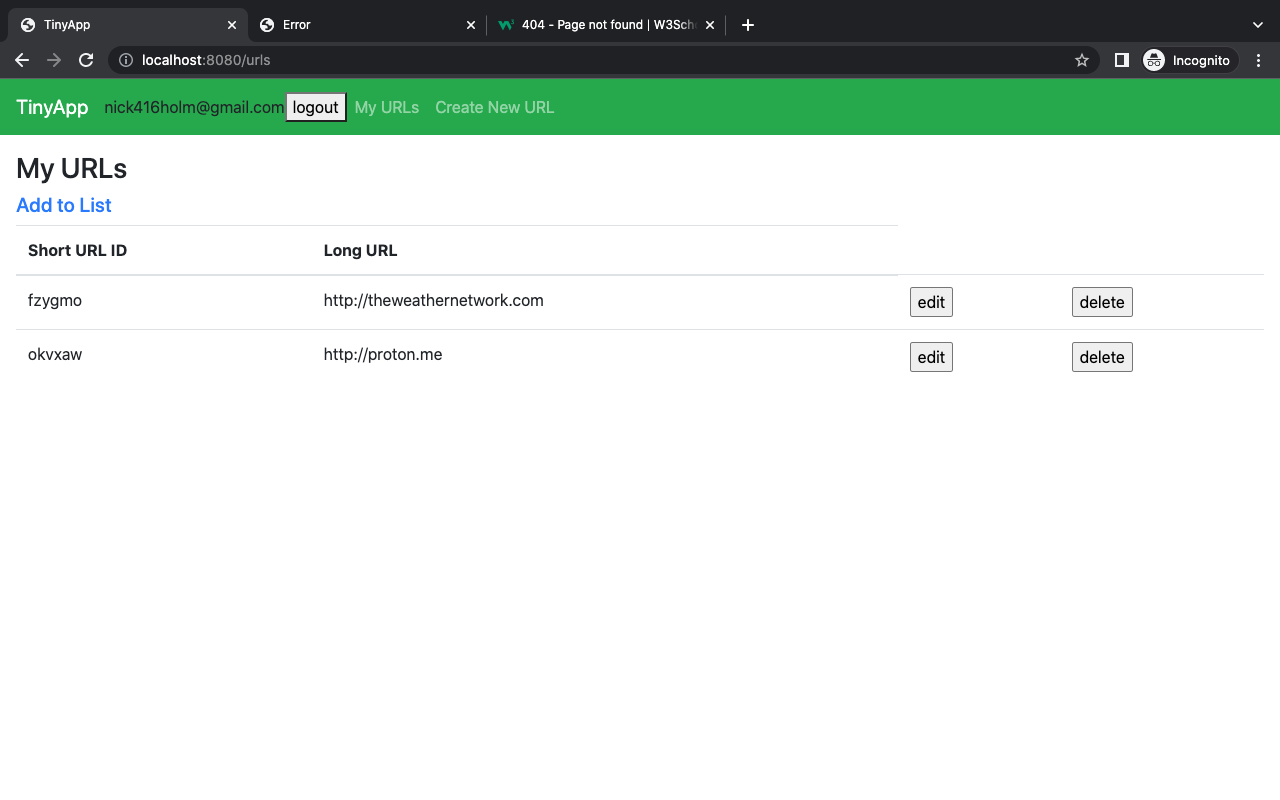 TinyApp
Error
404 - Page not found | W3Sch
localhost:8080/urls
Incognito
TinyApp nick416holm@gmail.com logout My URLs Create New URL
My URLs
Add to List
Short URL ID Long URL
fzygmo http://theweathernetwork.com edit delete
okvxaw http://proton.me edit delete